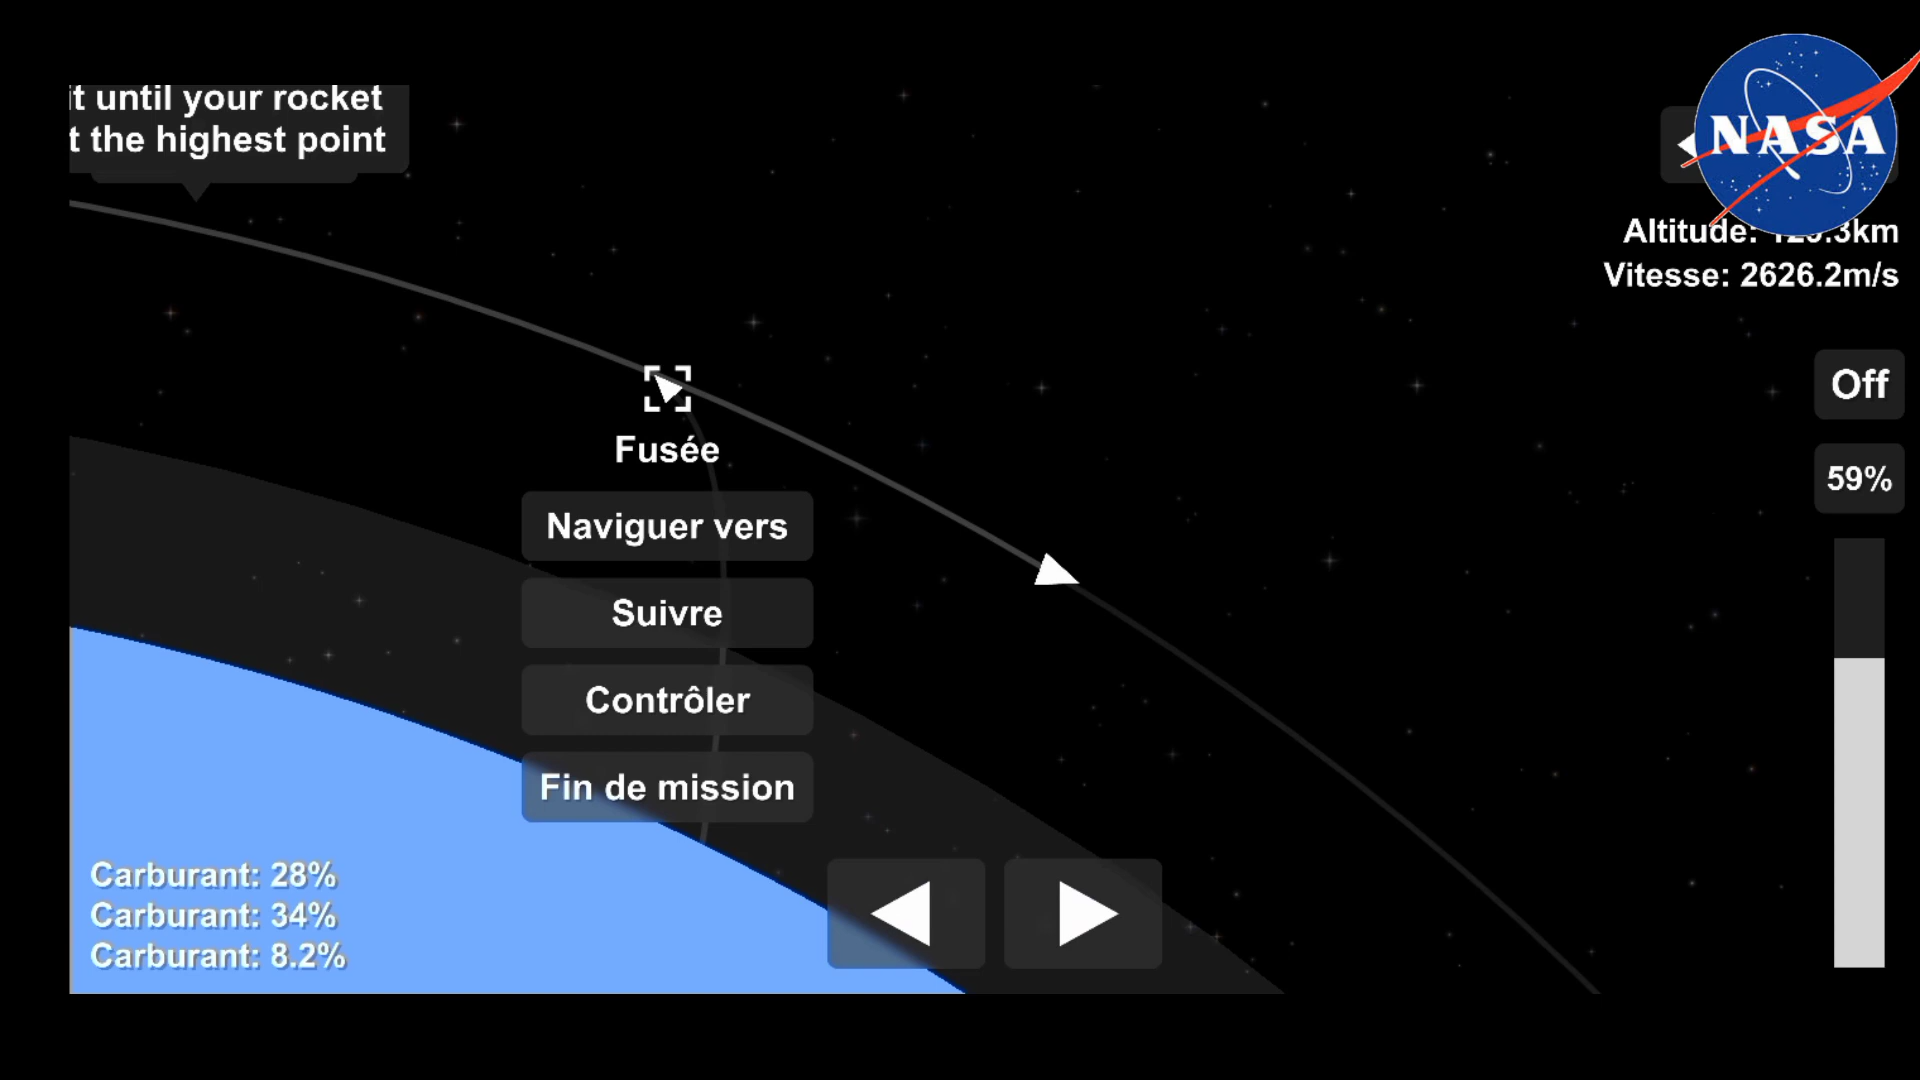 it until your rocket
t the highest point
NASA
Altitude: 3km
Vitesse: 2626.2m/s
Off
59%
Fusée
Naviguer vers
Suivre
Contrôler
Fin de mission
Carburant: 28%
Carburant: 34%
Carburant: 8.2%